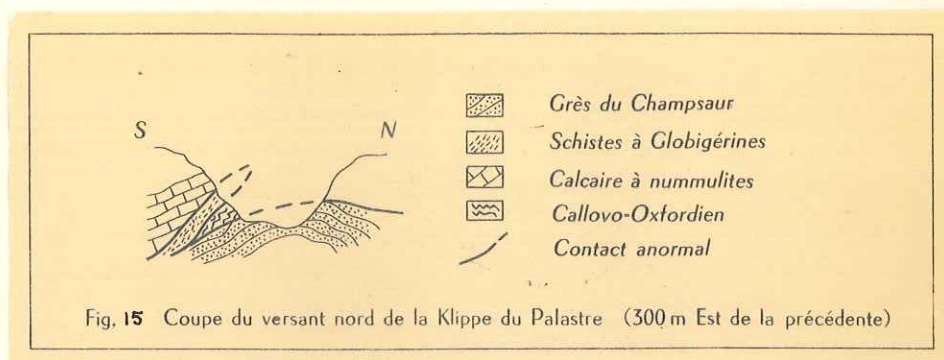 S
N
Grès du Champsaur
Schistes à Globigérines
Calcaire à nummulites
Callovo-Oxfordien
Contact anormal
Fig. 15 Coupe du versant nord de la Klippe du Palastre (300 m Est de la précédente)